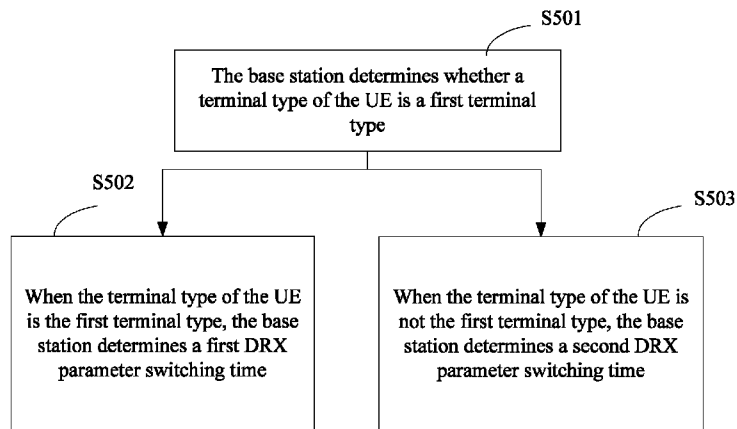 S501
The base station determines whether a
terminal type of the UE is a first terminal
type
S502
S503
When the terminal type of the UE
is the first terminal type, the base
station determines a first DRX
parameter switching time
When the terminal type of the UE is
not the first terminal type, the base
station determines a second DRX
parameter switching time